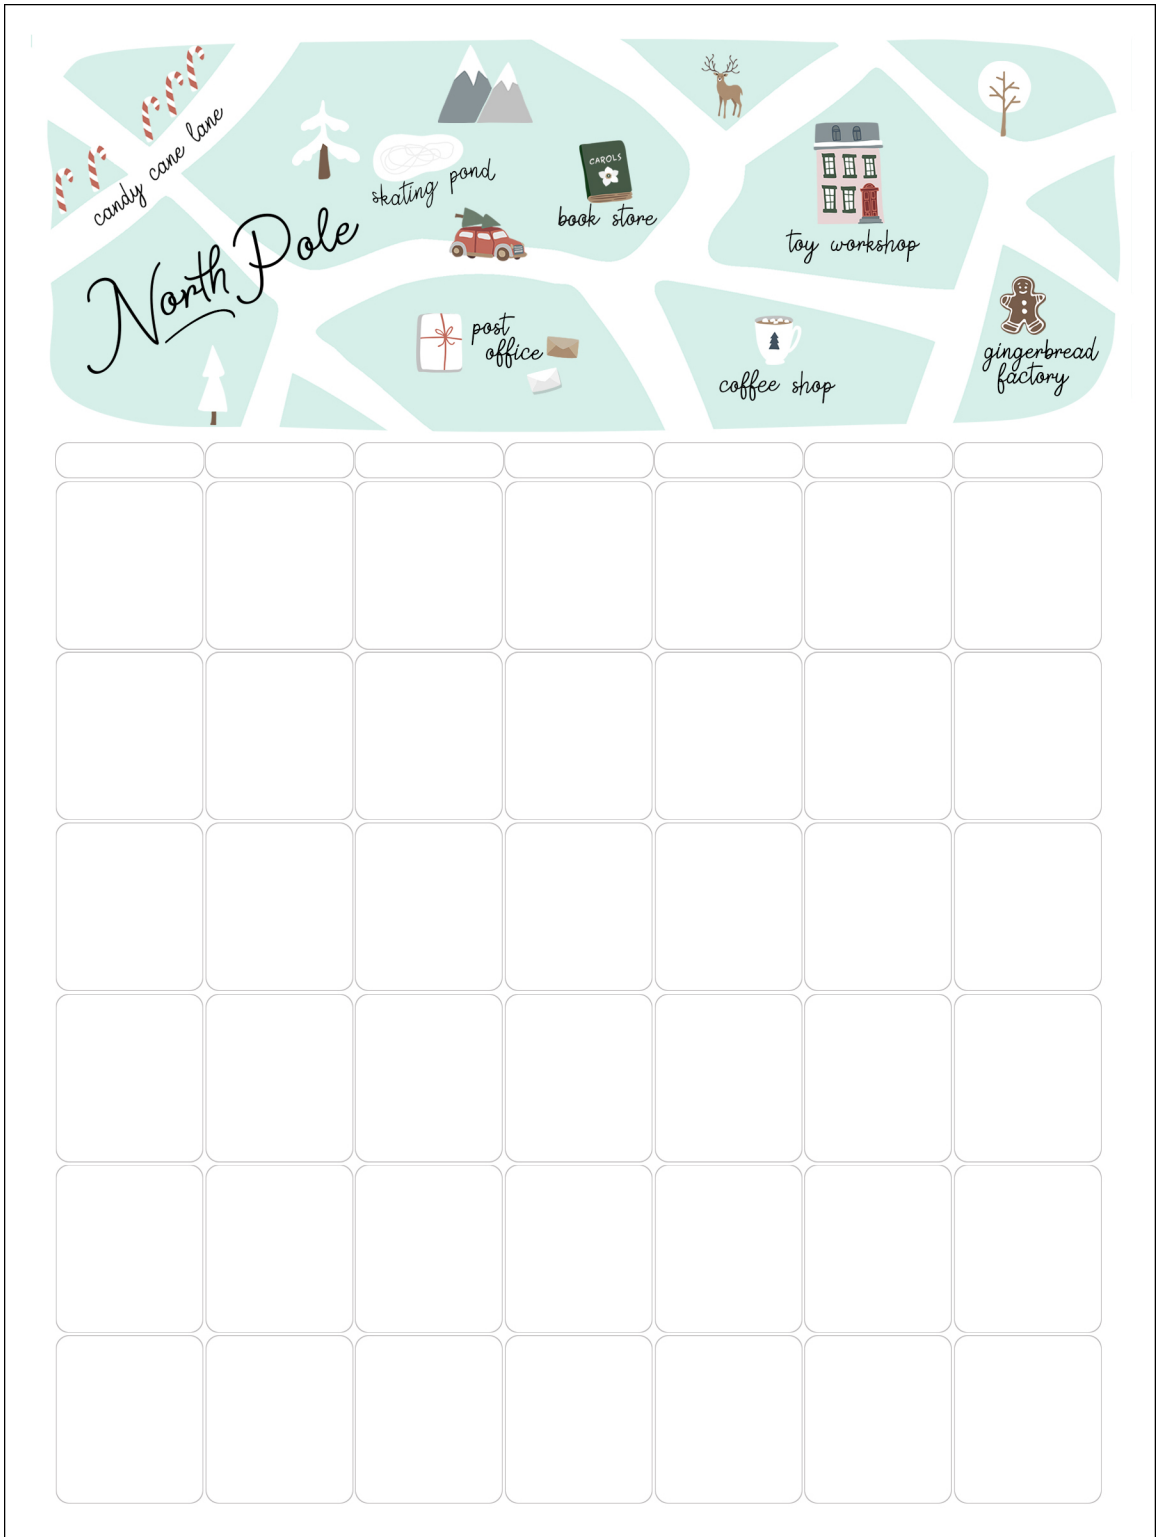 candy cane lane
skating pond
CAROLS
book store
toy workshop
North Pole
post
office
coffee shop
gingerbread
factory